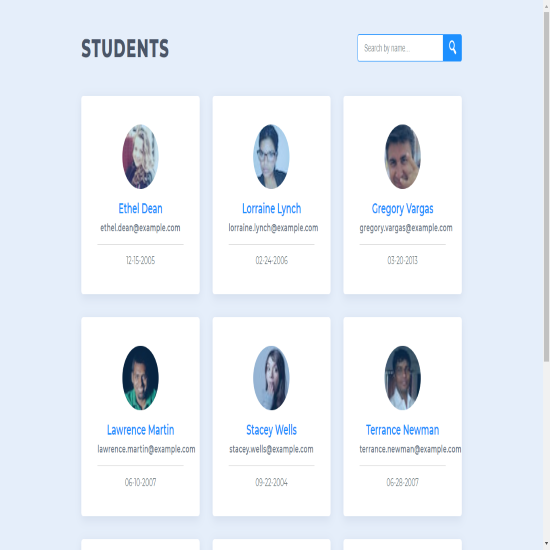 STUDENTS
Search by name...
Ethel Dean
ethel.dean@example.com
12-15-2005
Lorraine Lynch
lorraine.lynch@example.com
02-24-2006
Gregory Vargas
gregory.vargas@example.com
03-20-2013
Lawrence Martin
lawrence.martin@example.com
06-10-2007
Stacey Wells
stacey.wells@example.com
09-22-2004
Terrance Newman
terrance.newman@example.com
06-28-2007